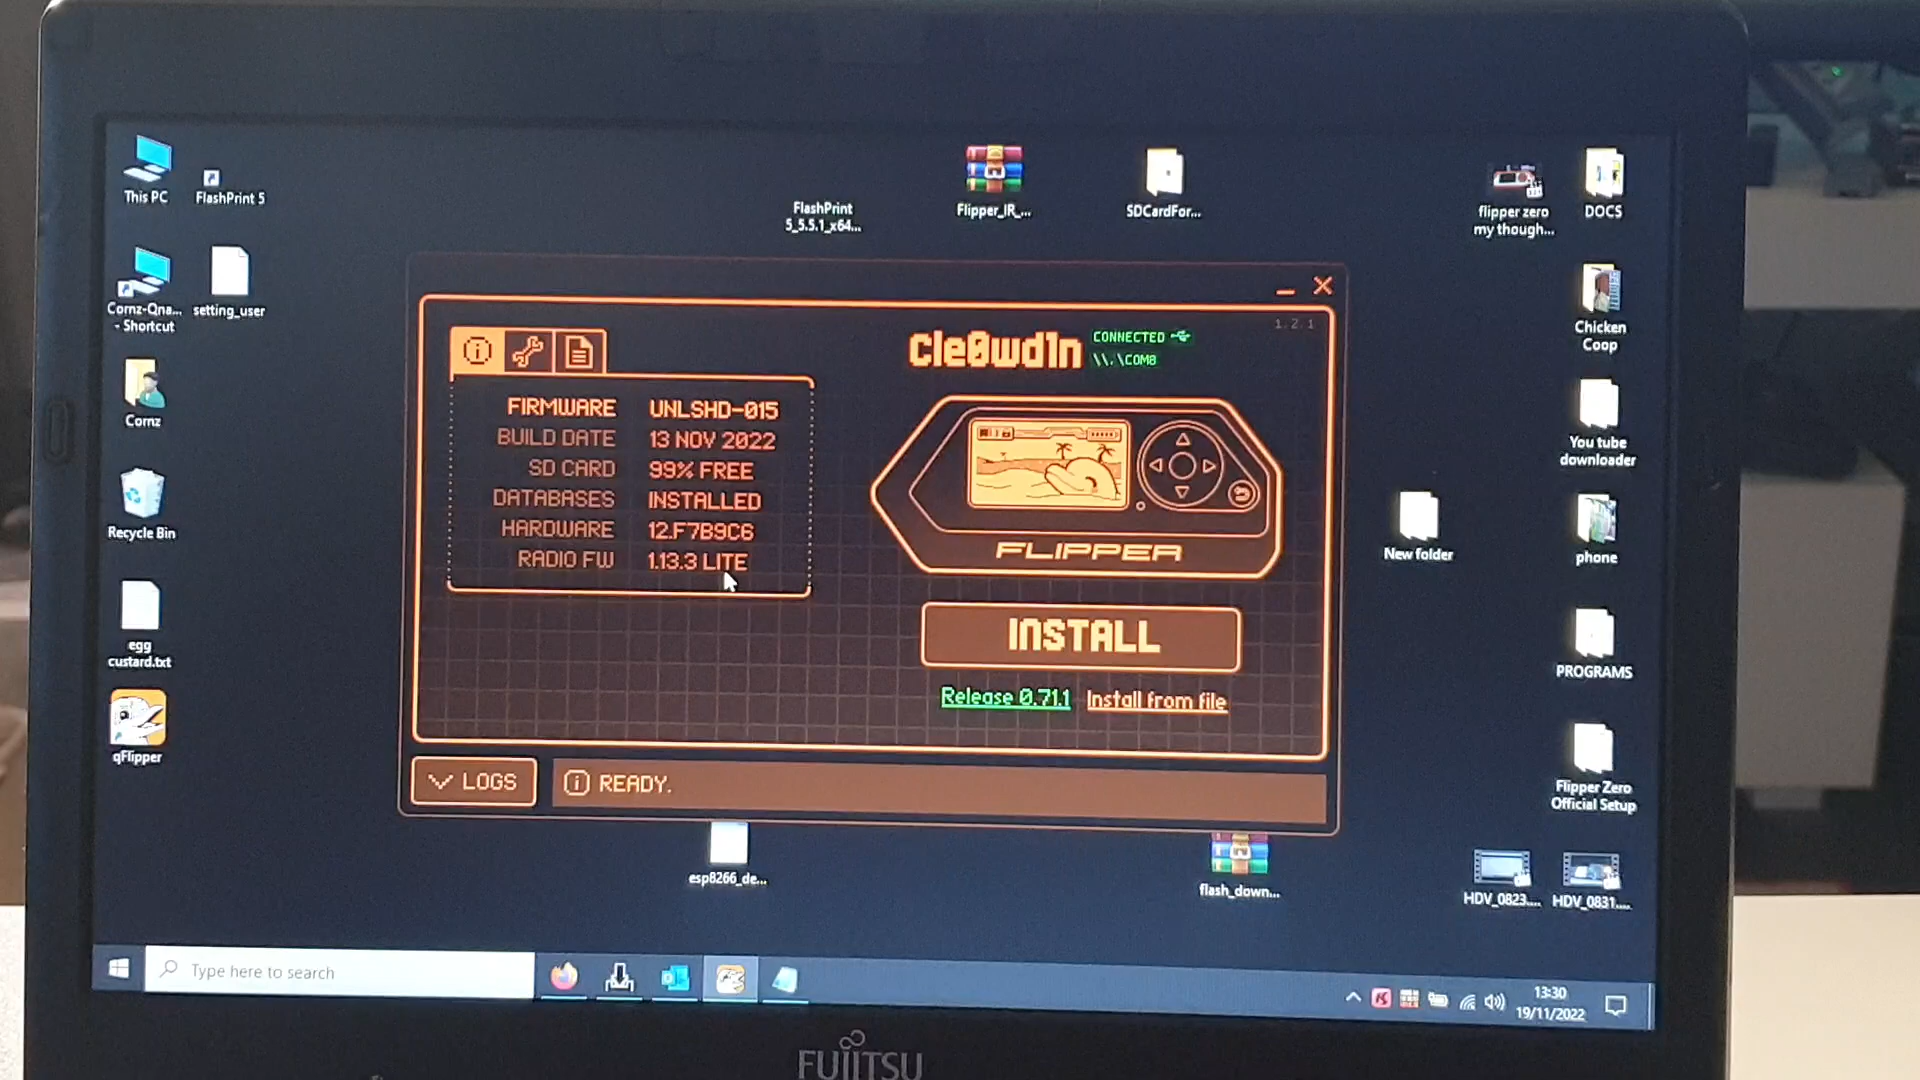 This PC
FlashPrint 5
FlashPrint
5_5.5.1_x64...
Flipper_IR_...
SDCardFor...
flipper zero
my though...
DOCS
Cornz-Qna...
- Shortcut
setting_user
Chicken
Coop
Cornz
You tube
downloader
Recycle Bin
New folder
phone
egg
custard.txt
PROGRAMS
qFlipper
Flipper Zero
Official Setup
1.2.1
Cle0wd1n
CONNECTED
\\.\COM8
FIRMWARE UNLSHD-015
BUILD DATE 13 NOV 2022
SD CARD 99% FREE
DATABASES INSTALLED
HARDWARE 12.F7B9C6
RADIO FW 1.13.3 LITE
FLIPPER
INSTALL
Release 0.71.1 Install from file
LOGS
READY.
esp8266_de...
flash_down...
HDV_0823....
HDV_0831....
Type here to search
13:30
19/11/2022
FUJITSU